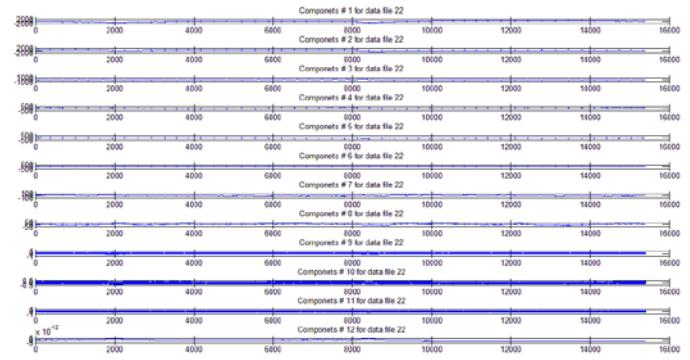 Componets # 1 for data file 22
0 2000 4000 6000 8000 10000 12000 14000 16000
Componets # 2 for data file 22
0 2000 4000 6000 8000 10000 12000 14000 16000
Componets # 3 for data file 22
0 2000 4000 6000 8000 10000 12000 14000 16000
Componets # 4 for data file 22
0 2000 4000 6000 8000 10000 12000 14000 16000
Componets # 5 for data file 22
0 2000 4000 6000 8000 10000 12000 14000 16000
Componets # 6 for data file 22
0 2000 4000 6000 8000 10000 12000 14000 16000
Componets # 7 for data file 22
0 2000 4000 6000 8000 10000 12000 14000 16000
Componets # 8 for data file 22
0 2000 4000 6000 8000 10000 12000 14000 16000
Componets # 9 for data file 22
0 2000 4000 6000 8000 10000 12000 14000 16000
Componets # 10 for data file 22
0 2000 4000 6000 8000 10000 12000 14000 16000
Componets # 11 for data file 22
0 2000 4000 6000 8000 10000 12000 14000 16000
x 10^-12 Componets # 12 for data file 22
0 2000 4000 6000 8000 10000 12000 14000 16000